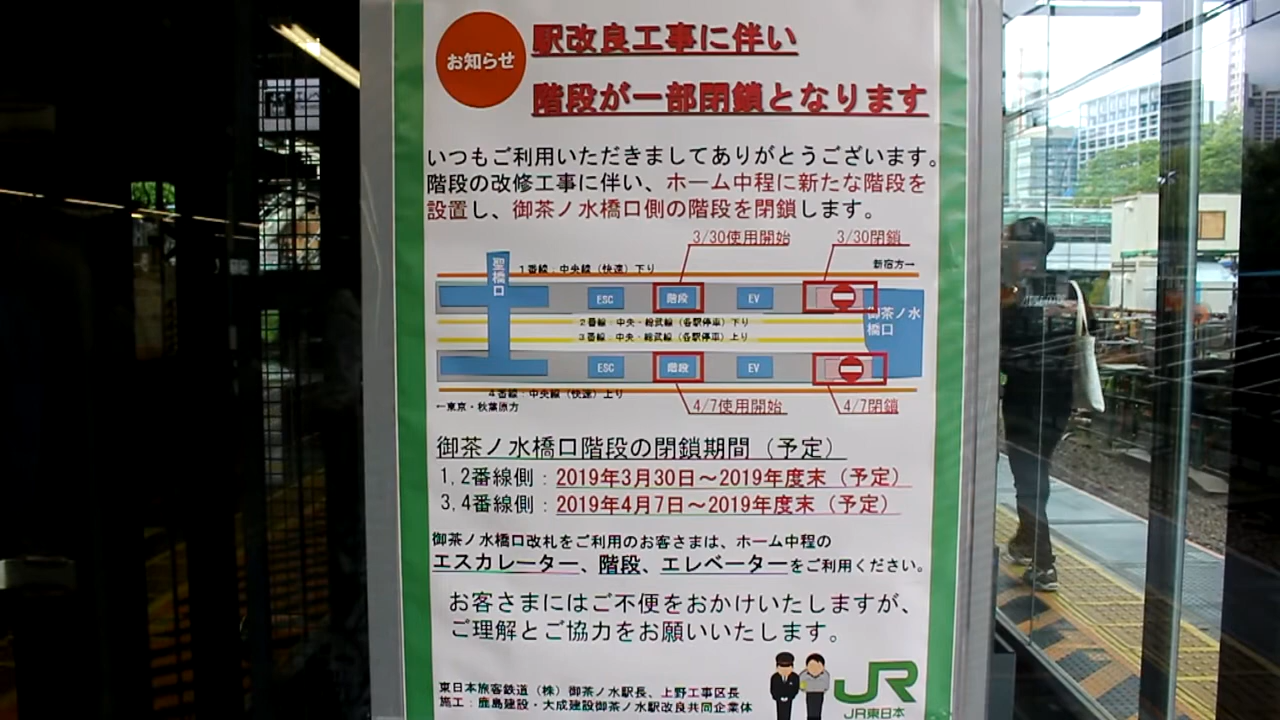 お知らせ
駅改良工事に伴い
階段が一部閉鎖となります
いつもご利用いただきましてありがとうございます。
階段の改修工事に伴い、ホーム中程に新たな階段を
設置し、御茶ノ水橋口側の階段を閉鎖します。
3/30使用開始
3/30閉鎖
聖橋口
1番線:中央線(快速)下り
新宿方→
ESC
階段
EV
御茶ノ水
橋口
2番線:中央・総武線(各駅停車)下り
3番線:中央・総武線(各駅停車)上り
ESC
階段
EV
4番線:中央線(快速)上り
←東京・秋葉原方
4/7使用開始
4/7閉鎖
御茶ノ水橋口階段の閉鎖期間(予定)
1,2番線側:2019年3月30日~2019年度末(予定)
3,4番線側:2019年4月7日~2019年度末(予定)
御茶ノ水橋口改札をご利用のお客さまは、ホーム中程の
エスカレーター、階段、エレベーターをご利用ください。
お客さまにはご不便をおかけいたしますが、
ご理解とご協力をお願いいたします。
東日本旅客鉄道(株)御茶ノ水駅長、上野工事区長
施工:鹿島建設・大成建設御茶ノ水駅改良共同企業体
JR
JR東日本